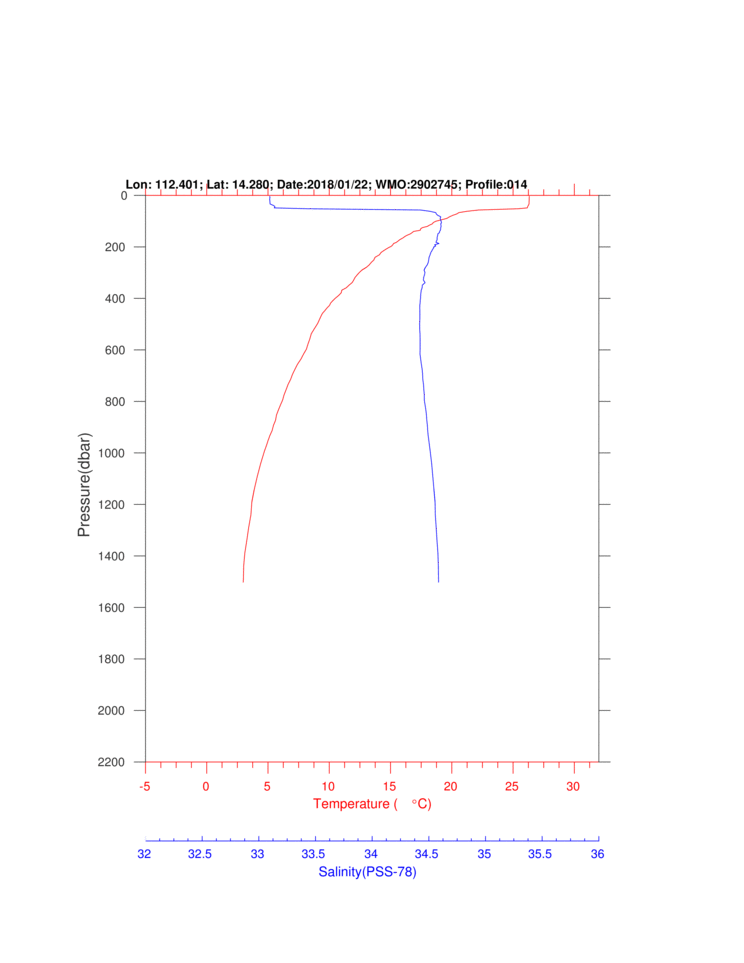 Lon: 112.401; Lat: 14.280; Date:2018/01/22; WMO:2902745; Profile:014
0
200
400
600
800
1000
1200
1400
1600
1800
2000
2200
Pressure(dbar)
-5 0 5 10 15 20 25 30
Temperature ( °C)
32 32.5 33 33.5 34 34.5 35 35.5 36
Salinity(PSS-78)